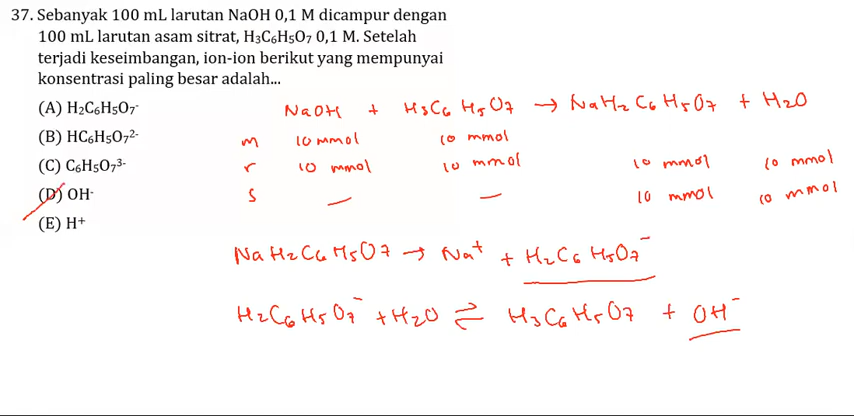 37. Sebanyak 100 mL larutan NaOH 0,1 M dicampur dengan
100 mL larutan asam sitrat, H₃C₆H₅O₇ 0,1 M. Setelah
terjadi keseimbangan, ion-ion berikut yang mempunyai
konsentrasi paling besar adalah...
(A) H₂C₆H₅O₇⁻
(B) HC₆H₅O₇²⁻
(C) C₆H₅O₇³⁻
(D) OH⁻
(E) H⁺
NaOH + H₃C₆H₅O₇ → NaH₂C₆H₅O₇ + H₂O
m 10 mmol 10 mmol
r 10 mmol 10 mmol 10 mmol 10 mmol
s — — 10 mmol 10 mmol
NaH₂C₆H₅O₇ → Na⁺ + H₂C₆H₅O₇⁻
H₂C₆H₅O₇⁻ + H₂O ⇌ H₃C₆H₅O₇ + OH⁻